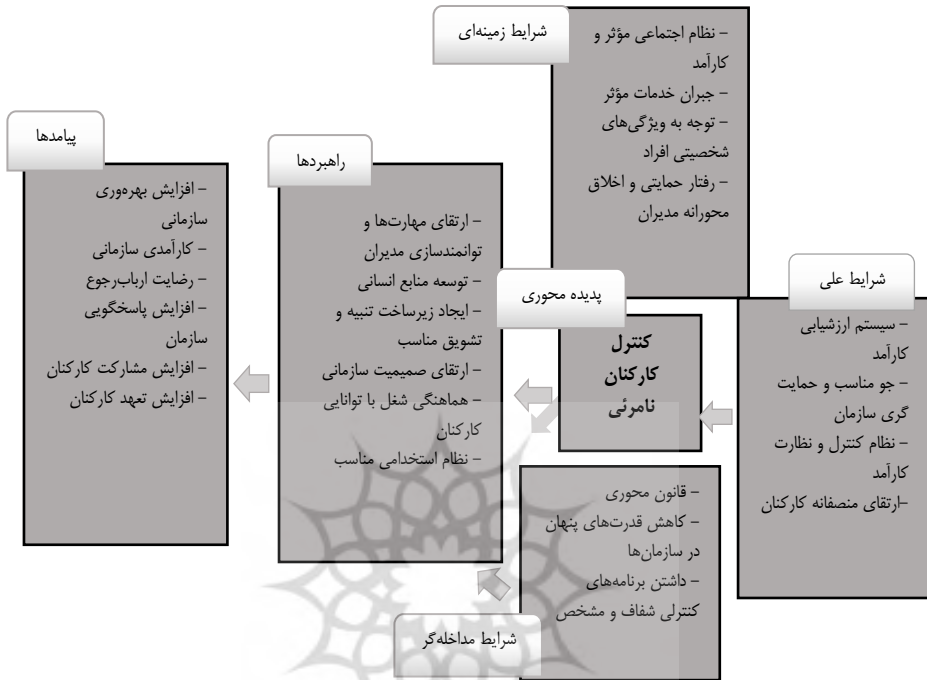 شرایط زمینه‌ای
- نظام اجتماعی مؤثر و
کارآمد
- جبران خدمات مؤثر
- توجه به ویژگی‌های
شخصیتی افراد
- رفتار حمایتی و اخلاق
محورانه مدیران
شرایط علی
- سیستم ارزشیابی
کارآمد
- جو مناسب و حمایت
گری سازمان
- نظام کنترل و نظارت
کارآمد
-ارتقای منصفانه کارکنان
پدیده محوری
کنترل
کارکنان
نامرئی
شرایط مداخله‌گر
- قانون محوری
- کاهش قدرت‌های پنهان
در سازمان‌ها
- داشتن برنامه‌های
کنترلی شفاف و مشخص
راهبردها
- ارتقای مهارت‌ها و
توانمندسازی مدیران
- توسعه منابع انسانی
- ایجاد زیرساخت تنبیه و
تشویق مناسب
- ارتقای صمیمیت سازمانی
- هماهنگی شغل با توانایی
کارکنان
- نظام استخدامی مناسب
پیامدها
- افزایش بهره‌وری
سازمانی
- کارآمدی سازمانی
- رضایت ارباب‌رجوع
- افزایش پاسخگویی
سازمان
- افزایش مشارکت کارکنان
- افزایش تعهد کارکنان